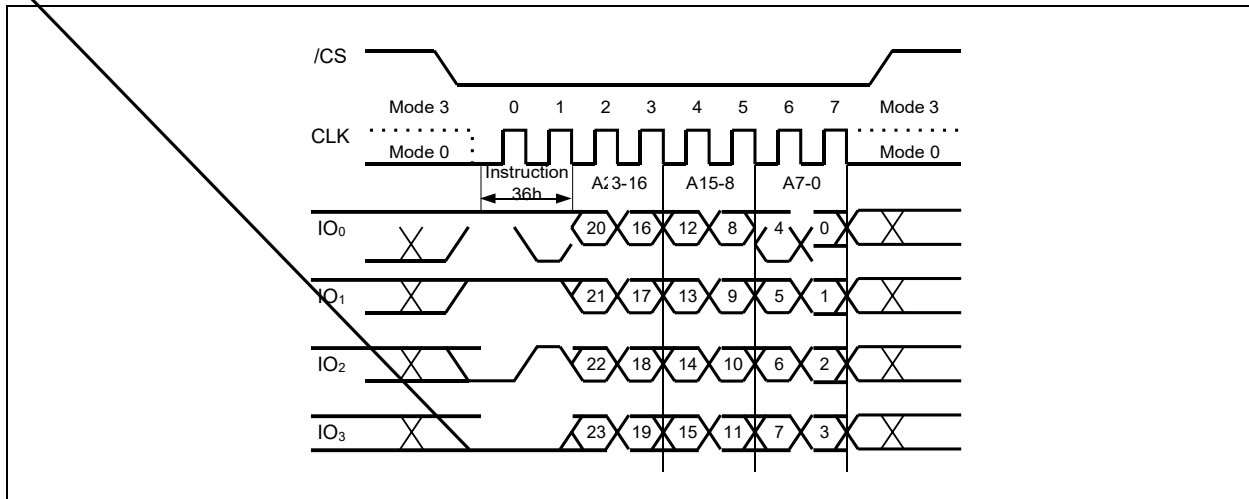 /CS
Mode 3 0 1 2 3 4 5 6 7 Mode 3
CLK
Mode 0 Mode 0
Instruction
36h
A23-16 A15-8 A7-0
IO₀ 20 16 12 8 4 0
IO₁ 21 17 13 9 5 1
IO₂ 22 18 14 10 6 2
IO₃ 23 19 15 11 7 3